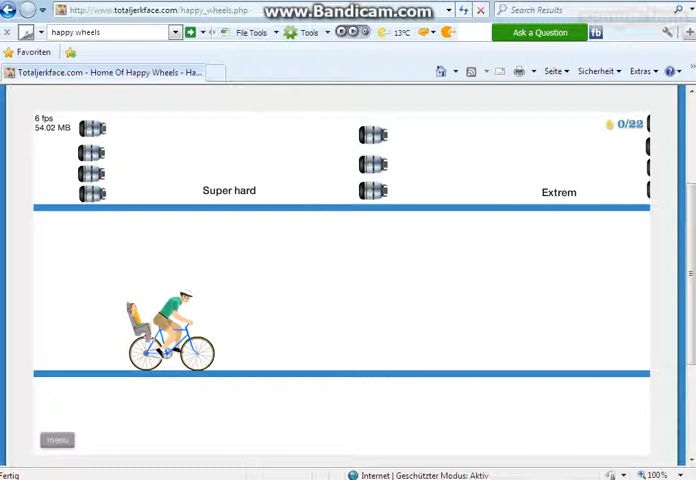 www.Bandicam.com
http://www.totaljerkface.com/happy_wheels.php
Search Results
happy wheels
File Tools
Tools
13°C
Ask a Question
fb
Favoriten
Totaljerkface.com - Home Of Happy Wheels - Ha...
Seite
Sicherheit
Extras
6 fps
54.02 MB
0/22
Super hard
Extrem
menu
Fertig
Internet | Geschützter Modus: Aktiv
100%